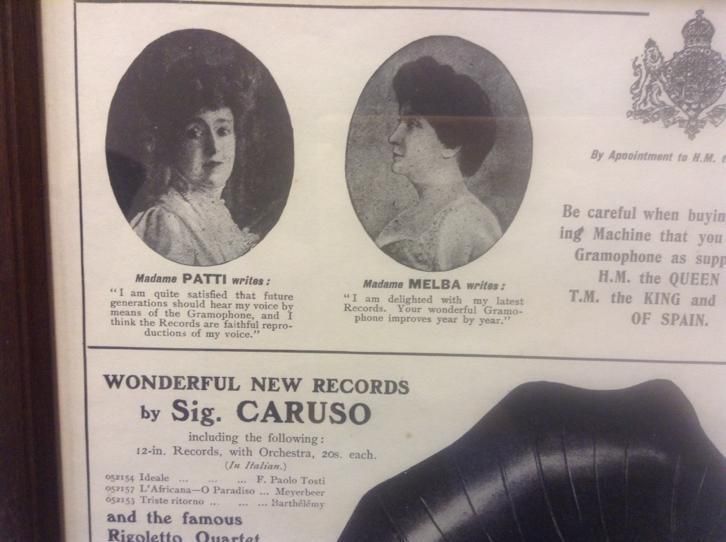 Madame PATTI writes:
"I am quite satisfied that future
generations should hear my voice by
means of the Gramophone, and I
think the Records are faithful repro-
ductions of my voice."
Madame MELBA writes:
"I am delighted with my latest
Records. Your wonderful Gramo-
phone improves year by year."
By Appointment to H.M.
Be careful when buyin
ing Machine that you
Gramophone as supp
H.M. the QUEEN
T.M. the KING and
OF SPAIN.
WONDERFUL NEW RECORDS
by Sig. CARUSO
including the following:
12-in. Records, with Orchestra, 20s. each.
(In Italian.)
052154 Ideale ... ... ... F. Paolo Tosti
052157 L'Africana—O Paradiso ... Meyerbeer
052153 Triste ritorno ... ... ... Barthélémy
and the famous
Rigoletto Quartet